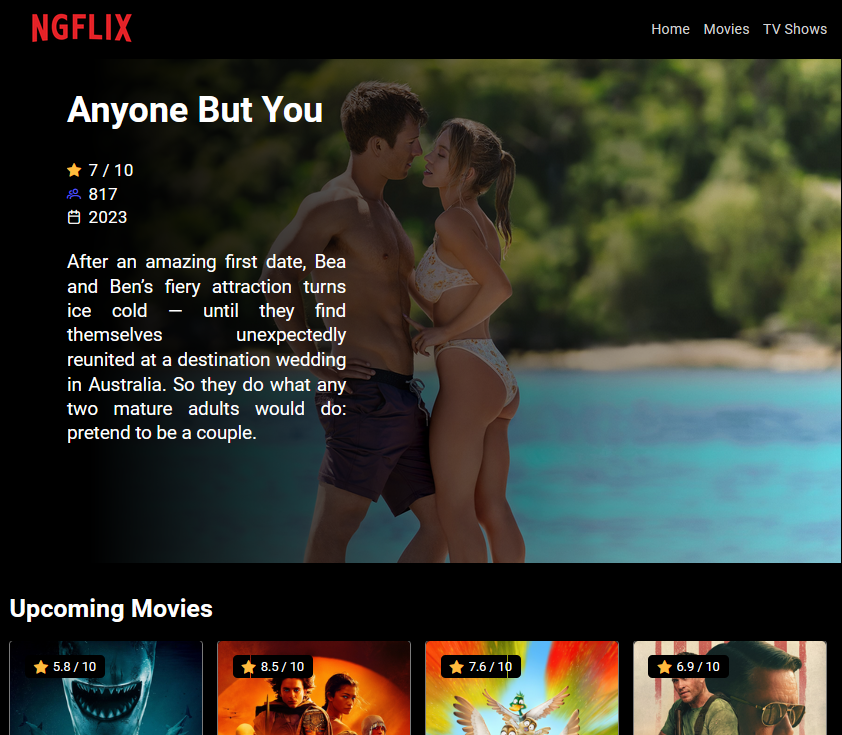 NGFLIX
Home Movies TV Shows
Anyone But You
7 / 10
817
2023
After an amazing first date, Bea
and Ben’s fiery attraction turns
ice cold — until they find
themselves unexpectedly
reunited at a destination wedding
in Australia. So they do what any
two mature adults would do:
pretend to be a couple.
Upcoming Movies
5.8 / 10 8.5 / 10 7.6 / 10 6.9 / 10